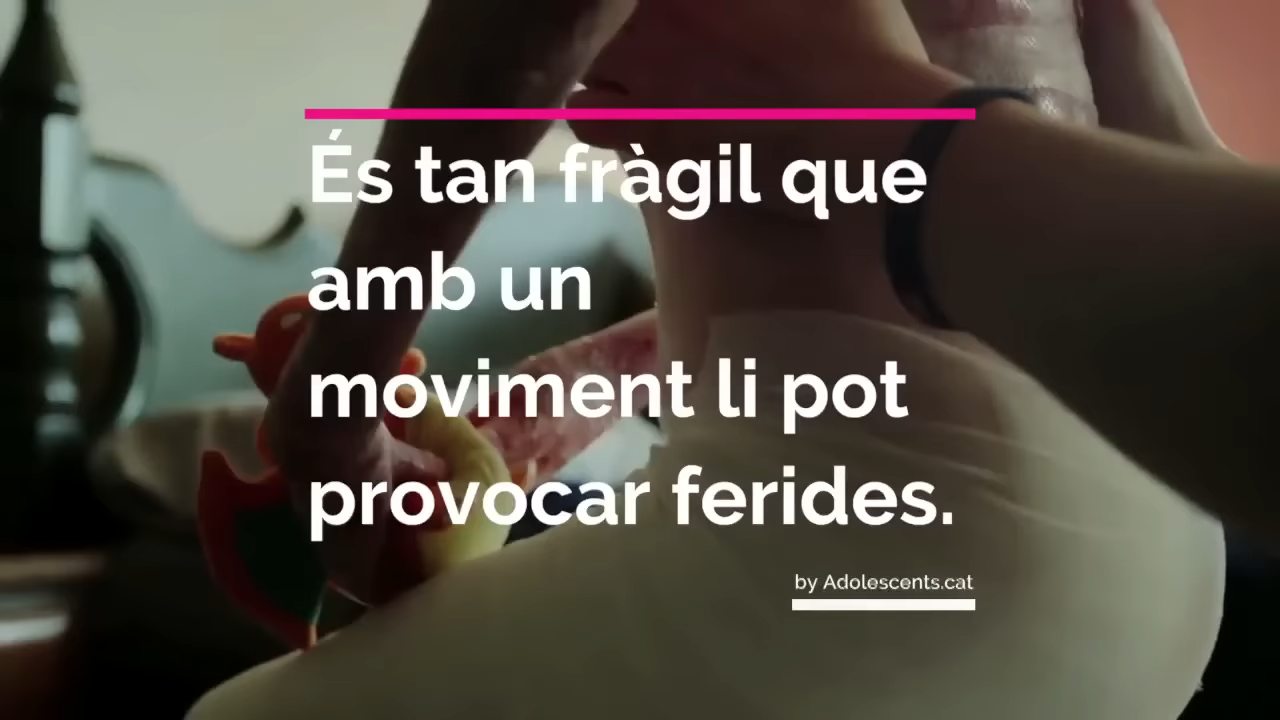 És tan fràgil que
amb un
moviment li pot
provocar ferides.
by Adolescents.cat